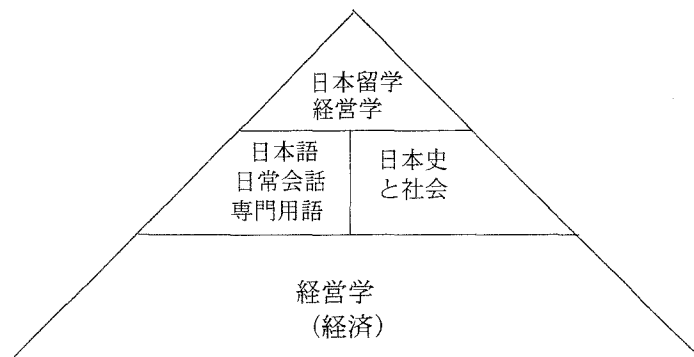 日本留学
経営学
日本語
日常会話
専門用語
日本史
と社会
経営学
(経済)